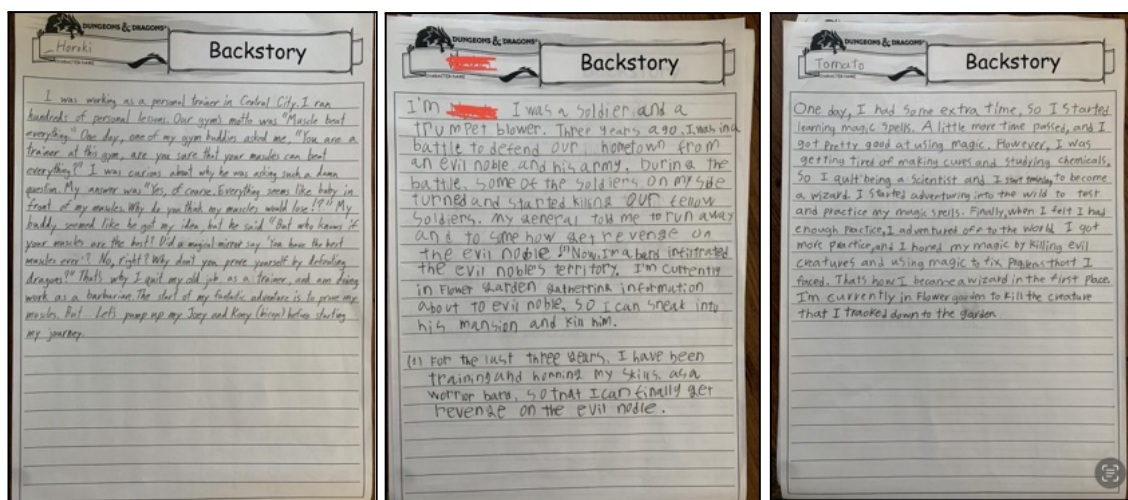 DUNGEONS & DRAGONS
Horoki
CHARACTER NAME
Backstory
I was working as a personal trainer in Central City. I ran
hundreds of personal lessons. Our gym's motto was "Muscle beat
everything." One day, one of my gym buddies asked me, "You are a
trainer at this gym, are you sure that your muscles can beat
everything?" I was curious about why he was asking such a damn
question. My answer was "Yes, of course. Everything seems like baby in
front of my muscles. Why do you think my muscles would lose!?" My
buddy seemed like he got my idea, but he said "But who knows if
your muscles are the best? Did a magical mirror say 'You have the best
muscles ever'? No, right? Why don't you prove yourself by defeating
dragons?" That's why I quit my old job as a trainer, and am doing
work as a barbarian. The start of my fantastic adventure is to prove my
muscles. But... Let's pump up my Joey and Koey (biceps) before starting
my journey.
DUNGEONS & DRAGONS
CHARACTER NAME
Backstory
I'm I was a soldier and a
trumpet blower. Three years ago, I was in a
battle to defend our hometown from
an evil noble and his army. During the
battle, some of the soldiers on my side
turned and started killing our fellow
soldiers. My general told me to run away
and to some how get revenge on
the evil noble (1) Now, I'm a bard infiltrated
the evil noble's territory. I'm currently
in Flower Garden gathering information
about to evil noble, so I can sneak into
his mansion and kill him.
(1) For the last three years, I have been
training and honning my skills as a
worrior bard, so that I can finally get
revenge on the evil noble.
DUNGEONS & DRAGONS
Tomato
CHARACTER NAME
Backstory
One day, I had some extra time, so I started
learning magic spells. A little more time passed, and I
got pretty good at using magic. However, I was
getting tired of making cures and studying chemicals,
so I quit being a scientist and I start training to become
a wizard. I started adventuring into the wild to test
and practice my magic spells. Finally, when I felt I had
enough practice, I adventured off to the world. I got
more practice, and I honed my magic by killing evil
creatures and using magic to fix problems that I
faced. Thats how I became a wizard in the first place.
I'm currently in Flower garden to kill the creature
that I tracked down to the garden.